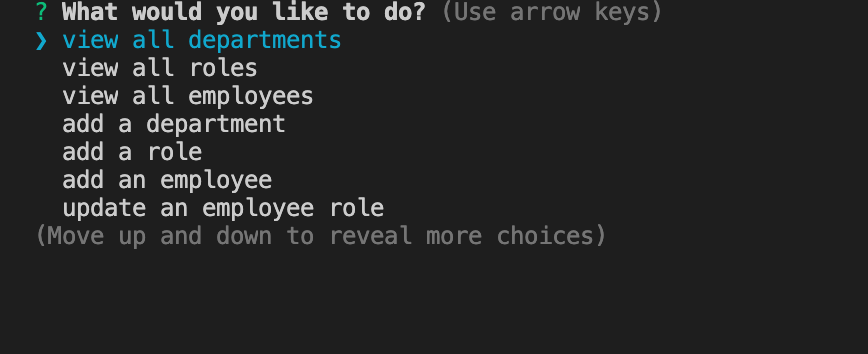 ? What would you like to do? (Use arrow keys)
❯ view all departments
view all roles
view all employees
add a department
add a role
add an employee
update an employee role
(Move up and down to reveal more choices)